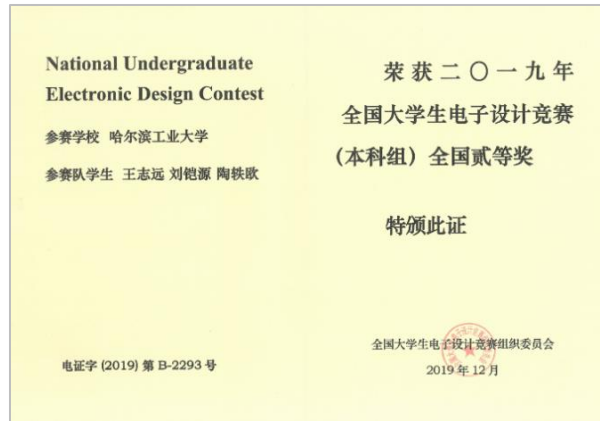 National Undergraduate
Electronic Design Contest
参赛学校 哈尔滨工业大学
参赛队学生 王志远 刘铠源 陶轶欧
电证字 (2019) 第 B-2293 号
荣获二〇一九年
全国大学生电子设计竞赛
(本科组) 全国贰等奖
特颁此证
全国大学生电子设计竞赛组织委员会
2019 年 12 月